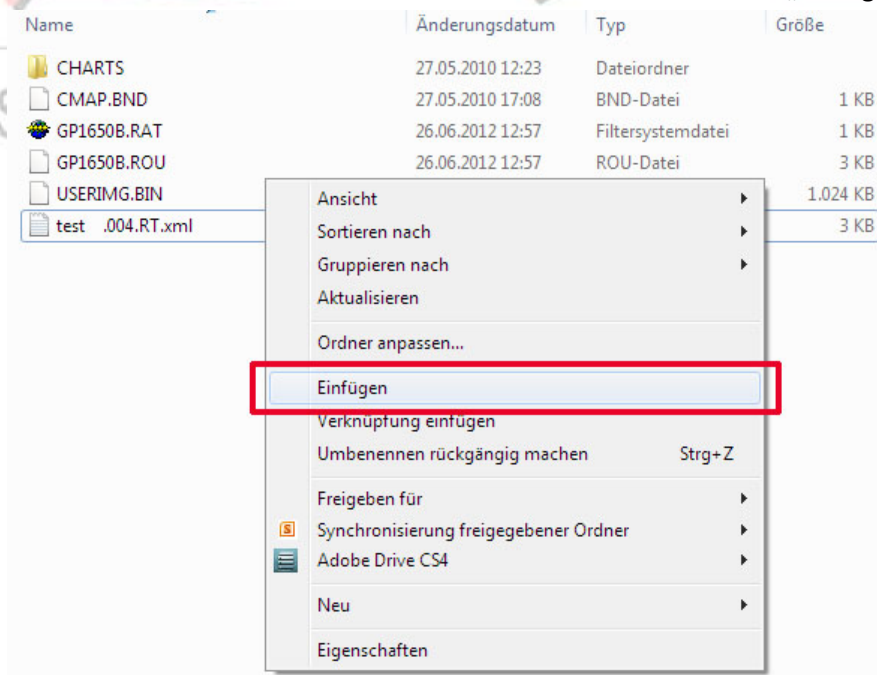 Name Änderungsdatum Typ Größe
CHARTS 27.05.2010 12:23 Dateiordner
CMAP.BND 27.05.2010 17:08 BND-Datei 1 KB
GP1650B.RAT 26.06.2012 12:57 Filtersystemdatei 1 KB
GP1650B.ROU 26.06.2012 12:57 ROU-Datei 3 KB
USERIMG.BIN 1.024 KB
test .004.RT.xml 3 KB
Ansicht
Sortieren nach
Gruppieren nach
Aktualisieren
Ordner anpassen...
Einfügen
Verknüpfung einfügen
Umbenennen rückgängig machen Strg+Z
Freigeben für
Synchronisierung freigegebener Ordner
Adobe Drive CS4
Neu
Eigenschaften